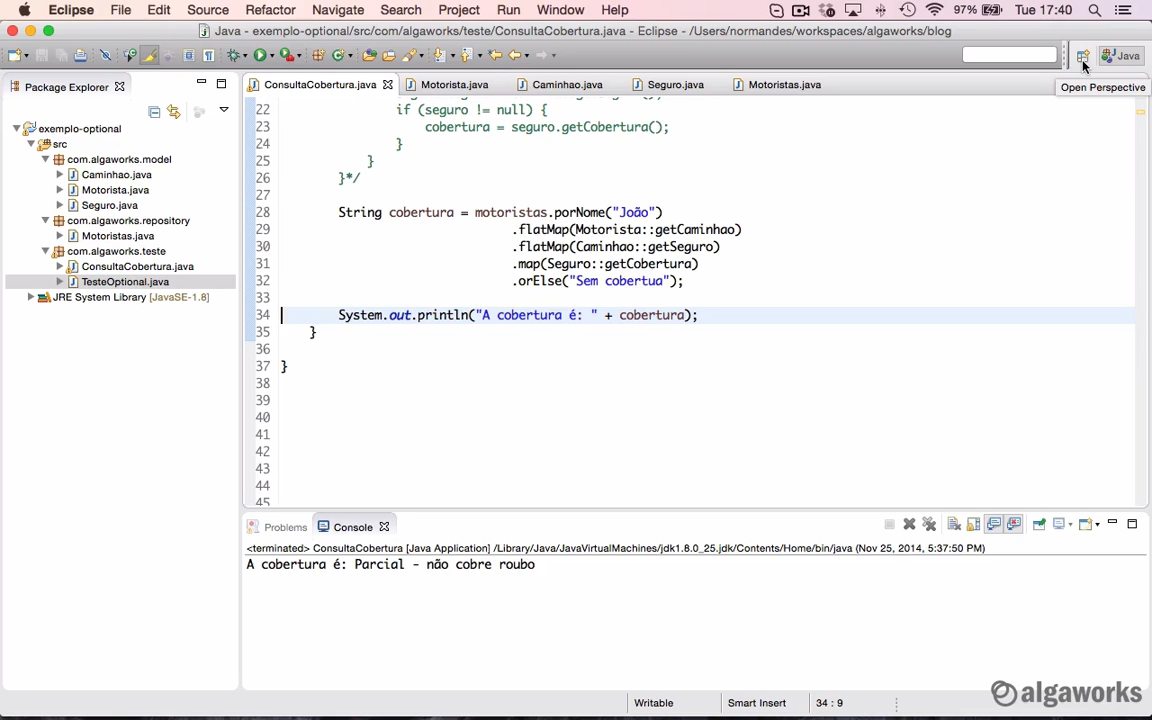 Eclipse File Edit Source Refactor Navigate Search Project Run Window Help 97% Tue 17:40
Java - exemplo-optional/src/com/algaworks/teste/ConsultaCobertura.java - Eclipse - /Users/normandes/workspaces/algaworks/blog
Java
Open Perspective
Package Explorer
ConsultaCobertura.java Motorista.java Caminhao.java Seguro.java Motoristas.java
exemplo-optional
src
com.algaworks.model
Caminhao.java
Motorista.java
Seguro.java
com.algaworks.repository
Motoristas.java
com.algaworks.teste
ConsultaCobertura.java
TesteOptional.java
JRE System Library [JavaSE-1.8]
22 if (seguro != null) {
23 cobertura = seguro.getCobertura();
24 }
25 }
26 }*/
27
28 String cobertura = motoristas.porNome("João")
29 .flatMap(Motorista::getCaminhao)
30 .flatMap(Caminhao::getSeguro)
31 .map(Seguro::getCobertura)
32 .orElse("Sem cobertua");
33
34 System.out.println("A cobertura é: " + cobertura);
35 }
36
37 }
38
39
40
41
42
43
44
45
Problems Console
<terminated> ConsultaCobertura [Java Application] /Library/Java/JavaVirtualMachines/jdk1.8.0_25.jdk/Contents/Home/bin/java (Nov 25, 2014, 5:37:50 PM)
A cobertura é: Parcial - não cobre roubo
algaworks
Writable Smart Insert 34 : 9